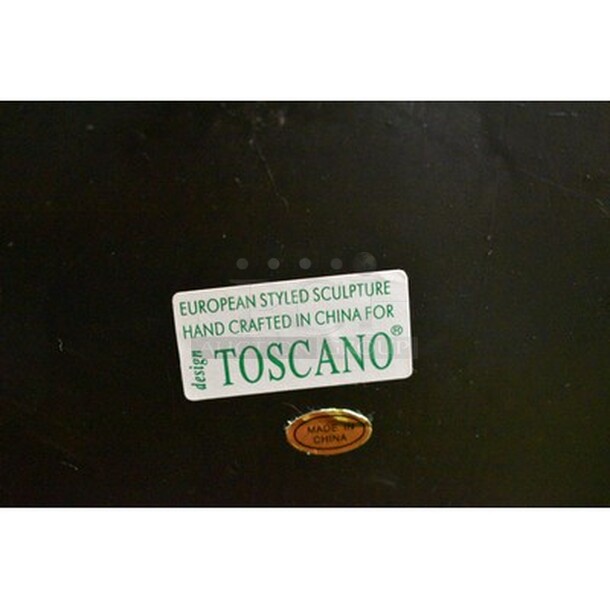 EUROPEAN STYLED SCULPTURE
HAND CRAFTED IN CHINA FOR
design TOSCANO®
MADE IN
CHINA